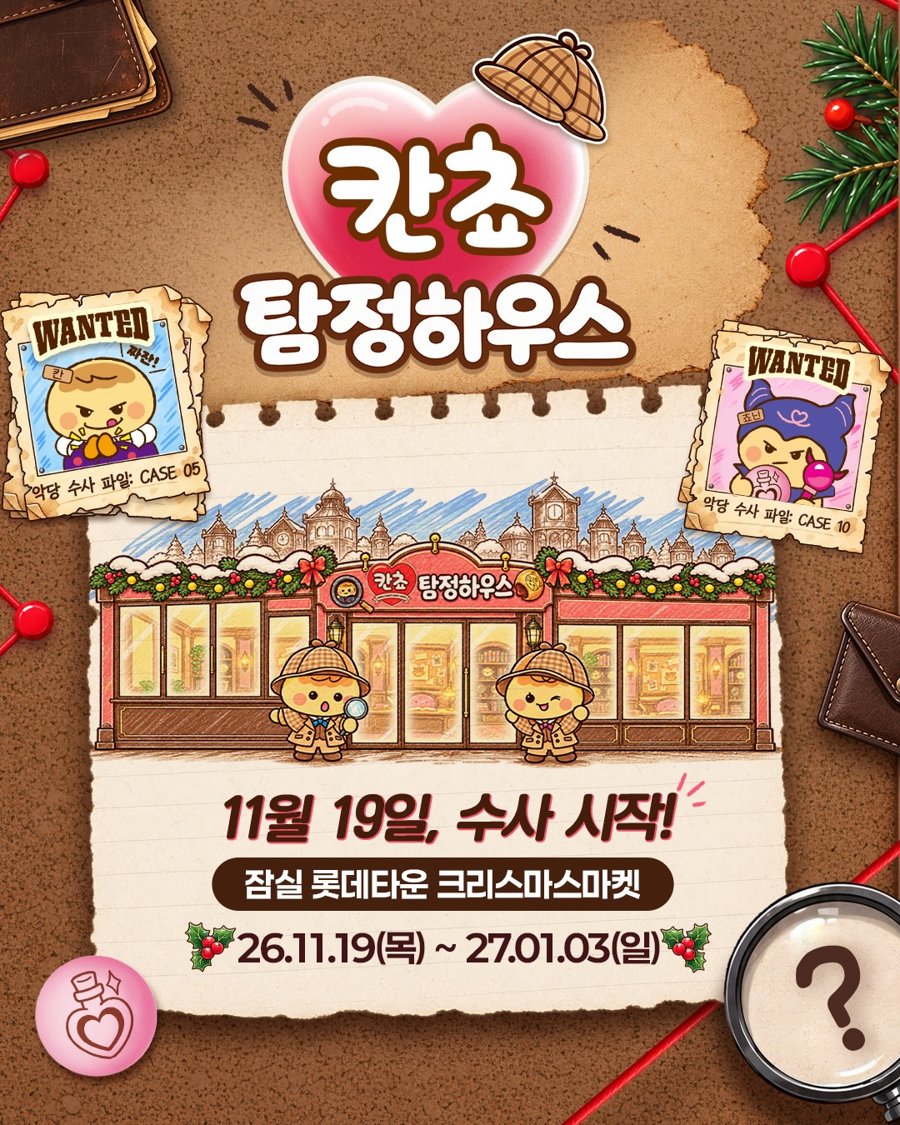 칸쵸
탐정하우스
WANTED
짜잔!
칸
악당 수사 파일: CASE 05
WANTED
죠닌
악당 수사 파일: CASE 10
칸쵸 탐정하우스
11월 19일, 수사 시작!
잠실 롯데타운 크리스마스마켓
26.11.19(목) ~ 27.01.03(일)
?